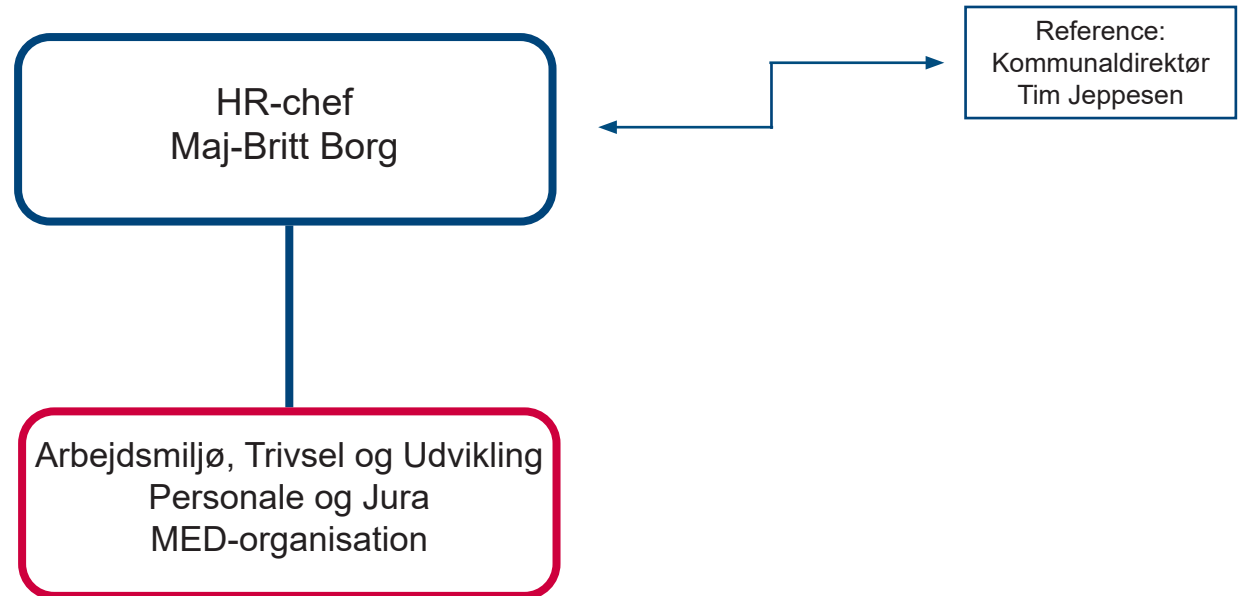 HR-chef
Maj-Britt Borg
Reference:
Kommunaldirektør
Tim Jeppesen
Arbejdsmiljø, Trivsel og Udvikling
Personale og Jura
MED-organisation